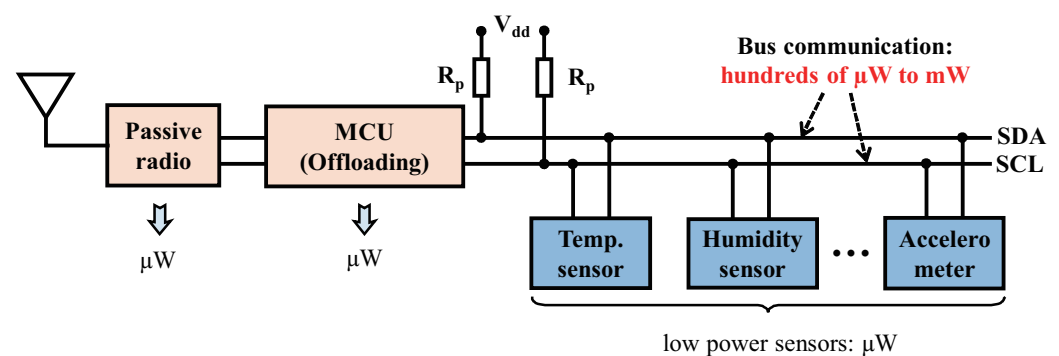 Vdd
Bus communication:
hundreds of µW to mW
Rp
Rp
Passive
radio
MCU
(Offloading)
SDA
SCL
Temp.
sensor
Humidity
sensor
...
Accelero
meter
µW
µW
low power sensors: µW